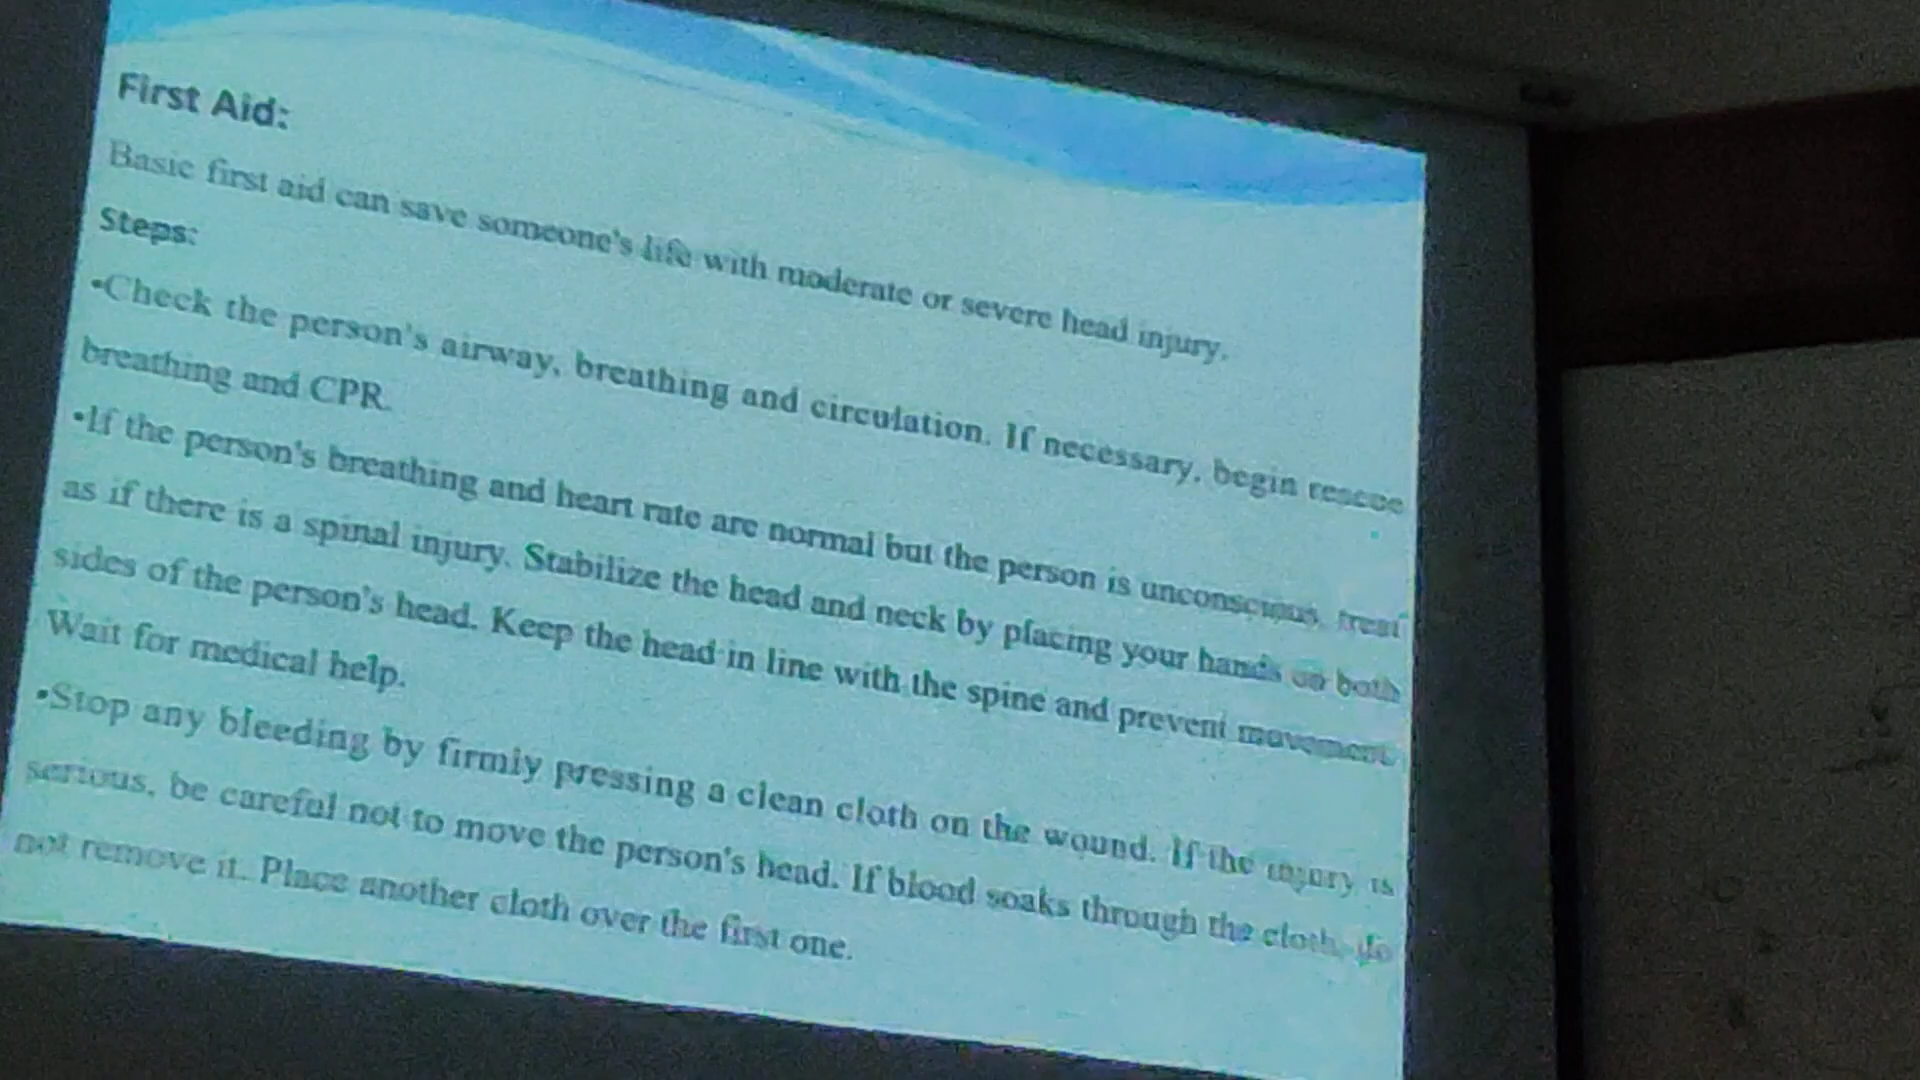 First Aid:
Basic first aid can save someone's life with moderate or severe head injury.
Steps:
•Check the person's airway, breathing and circulation. If necessary, begin rescue
breathing and CPR.
•If the person's breathing and heart rate are normal but the person is unconscious, treat
as if there is a spinal injury. Stabilize the head and neck by placing your hands on both
sides of the person's head. Keep the head in line with the spine and prevent movement.
Wait for medical help.
•Stop any bleeding by firmly pressing a clean cloth on the wound. If the injury is
serious, be careful not to move the person's head. If blood soaks through the cloth, do
not remove it. Place another cloth over the first one.